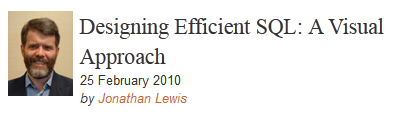 Designing Efficient SQL: A Visual
Approach
25 February 2010
by Jonathan Lewis